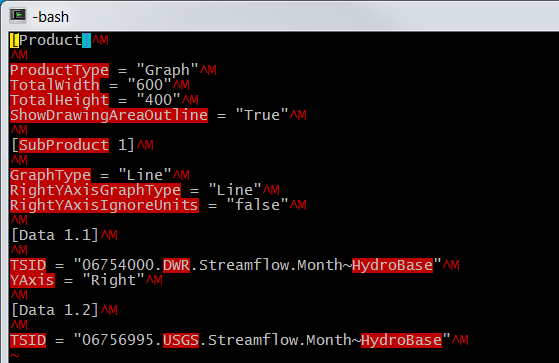 -bash
[Product]^M
^M
ProductType = "Graph"^M
TotalWidth = "600"^M
TotalHeight = "400"^M
ShowDrawingAreaOutline = "True"^M
^M
[SubProduct 1]^M
^M
GraphType = "Line"^M
RightYAxisGraphType = "Line"^M
RightYAxisIgnoreUnits = "false"^M
^M
[Data 1.1]^M
^M
TSID = "06754000.DWR.Streamflow.Month~HydroBase"^M
YAxis = "Right"^M
^M
[Data 1.2]^M
^M
TSID = "06756995.USGS.Streamflow.Month~HydroBase"^M
~